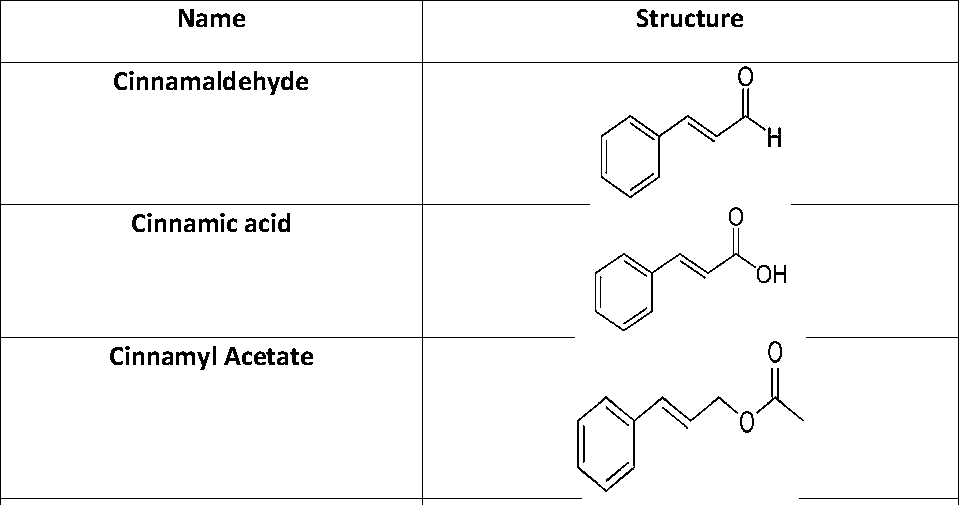 Name Structure
Cinnamaldehyde
O
H
Cinnamic acid
O
OH
Cinnamyl Acetate
O
O